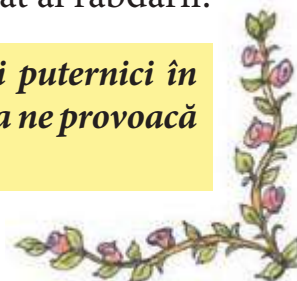 at al răbdării.
i puternici în
a ne provoacă